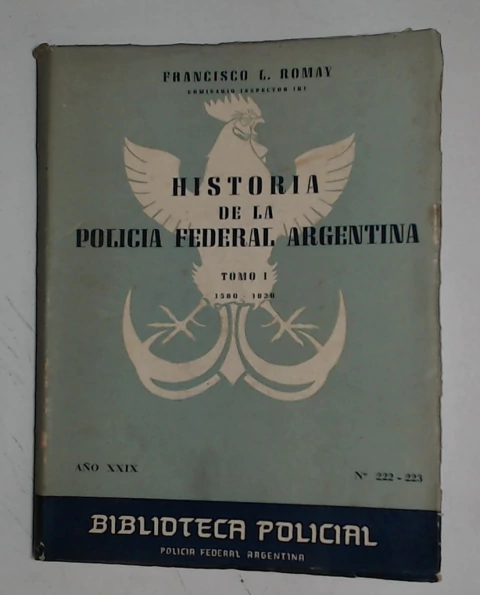 FRANCISCO L. ROMAY
COMISARIO INSPECTOR (R)
HISTORIA
DE LA
POLICIA FEDERAL ARGENTINA
TOMO I
1580 - 1820
AÑO XXIX
Nº 222 - 223
BIBLIOTECA POLICIAL
POLICIA FEDERAL ARGENTINA